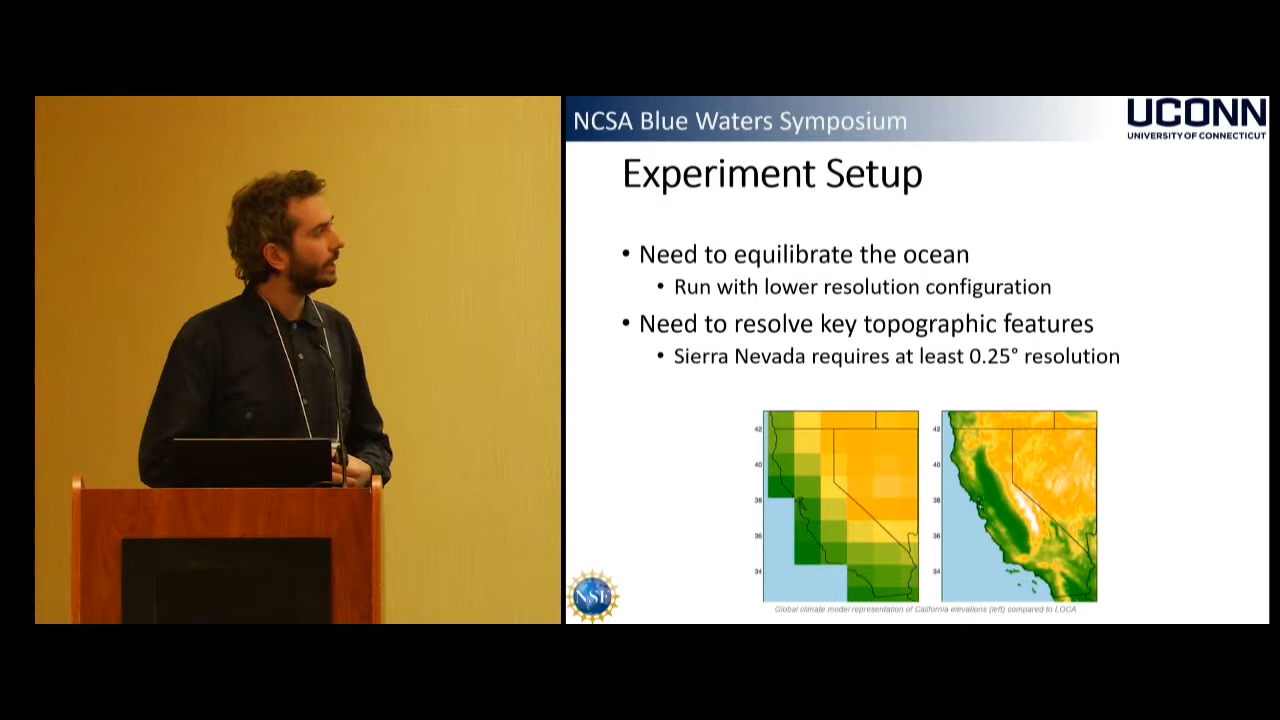 NCSA Blue Waters Symposium
UCONN
UNIVERSITY OF CONNECTICUT
Experiment Setup
• Need to equilibrate the ocean
• Run with lower resolution configuration
• Need to resolve key topographic features
• Sierra Nevada requires at least 0.25° resolution
42
40
38
36
34
42
40
38
36
34
Global climate model representation of California elevations (left) compared to LOCA
NSF